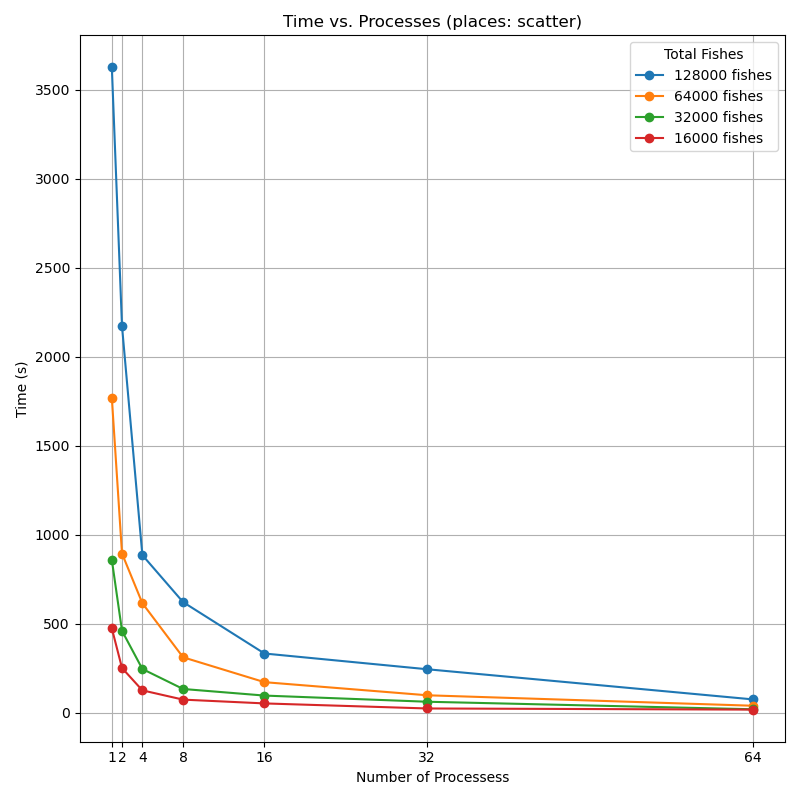 Time vs. Processes (places: scatter)
Total Fishes
128000 fishes
64000 fishes
32000 fishes
16000 fishes
3500
3000
2500
2000
1500
1000
500
0
Time (s)
1 2 4 8 16 32 64
Number of Processess